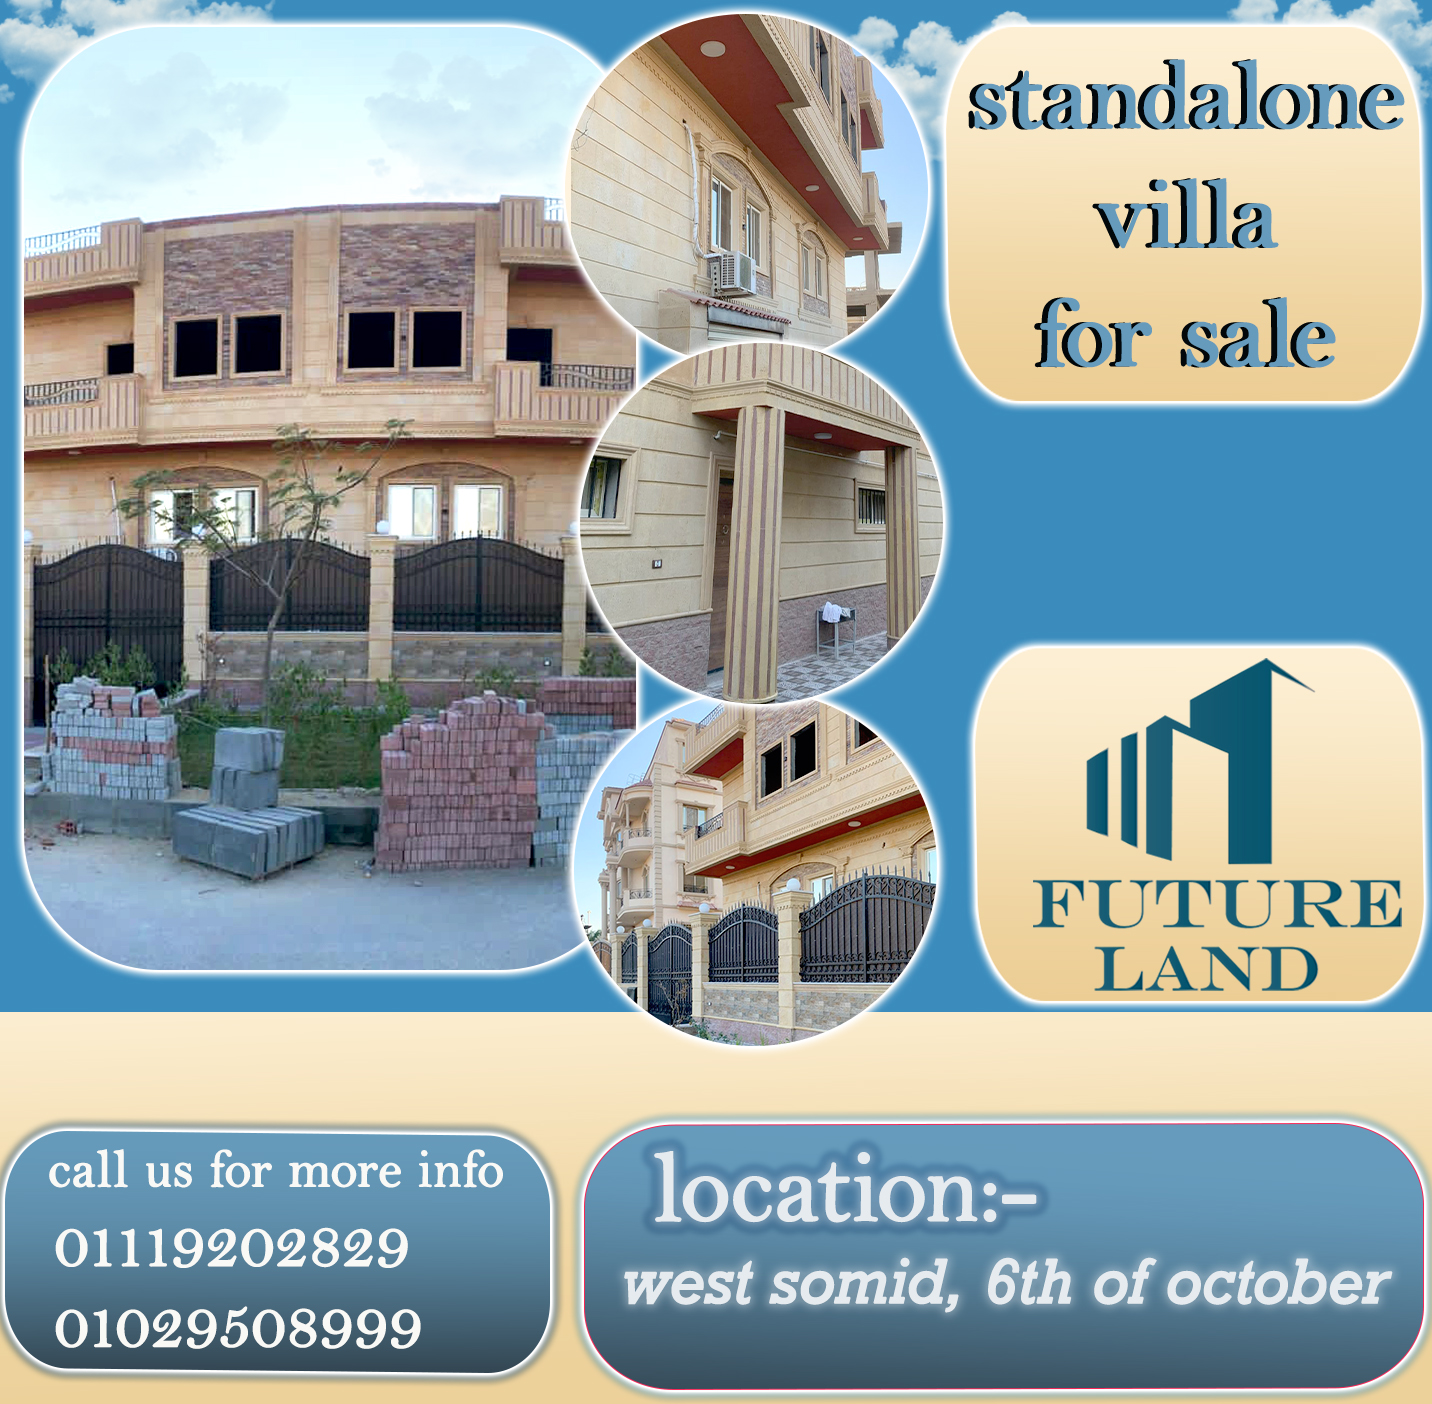 standalone
villa
for sale
FUTURE
LAND
call us for more info
01119202829
01029508999
location:-
west somid, 6th of october